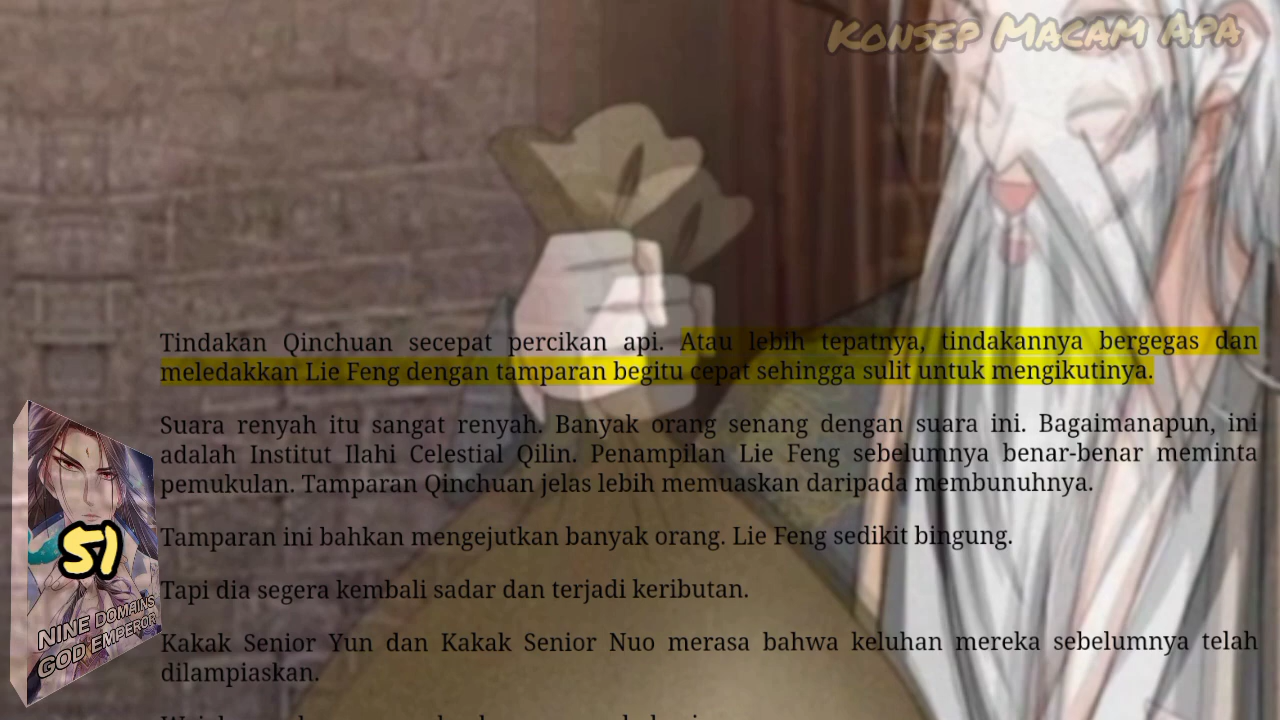 Konsep Macam Apa
Tindakan Qinchuan secepat percikan api. Atau lebih tepatnya, tindakannya bergegas dan
meledakkan Lie Feng dengan tamparan begitu cepat sehingga sulit untuk mengikutinya.
Suara renyah itu sangat renyah. Banyak orang senang dengan suara ini. Bagaimanapun, ini
adalah Institut Ilahi Celestial Qilin. Penampilan Lie Feng sebelumnya benar-benar meminta
pemukulan. Tamparan Qinchuan jelas lebih memuaskan daripada membunuhnya.
Tamparan ini bahkan mengejutkan banyak orang. Lie Feng sedikit bingung.
Tapi dia segera kembali sadar dan terjadi keributan.
Kakak Senior Yun dan Kakak Senior Nuo merasa bahwa keluhan mereka sebelumnya telah
dilampiaskan.
51
NINE DOMAINS
GOD EMPEROR